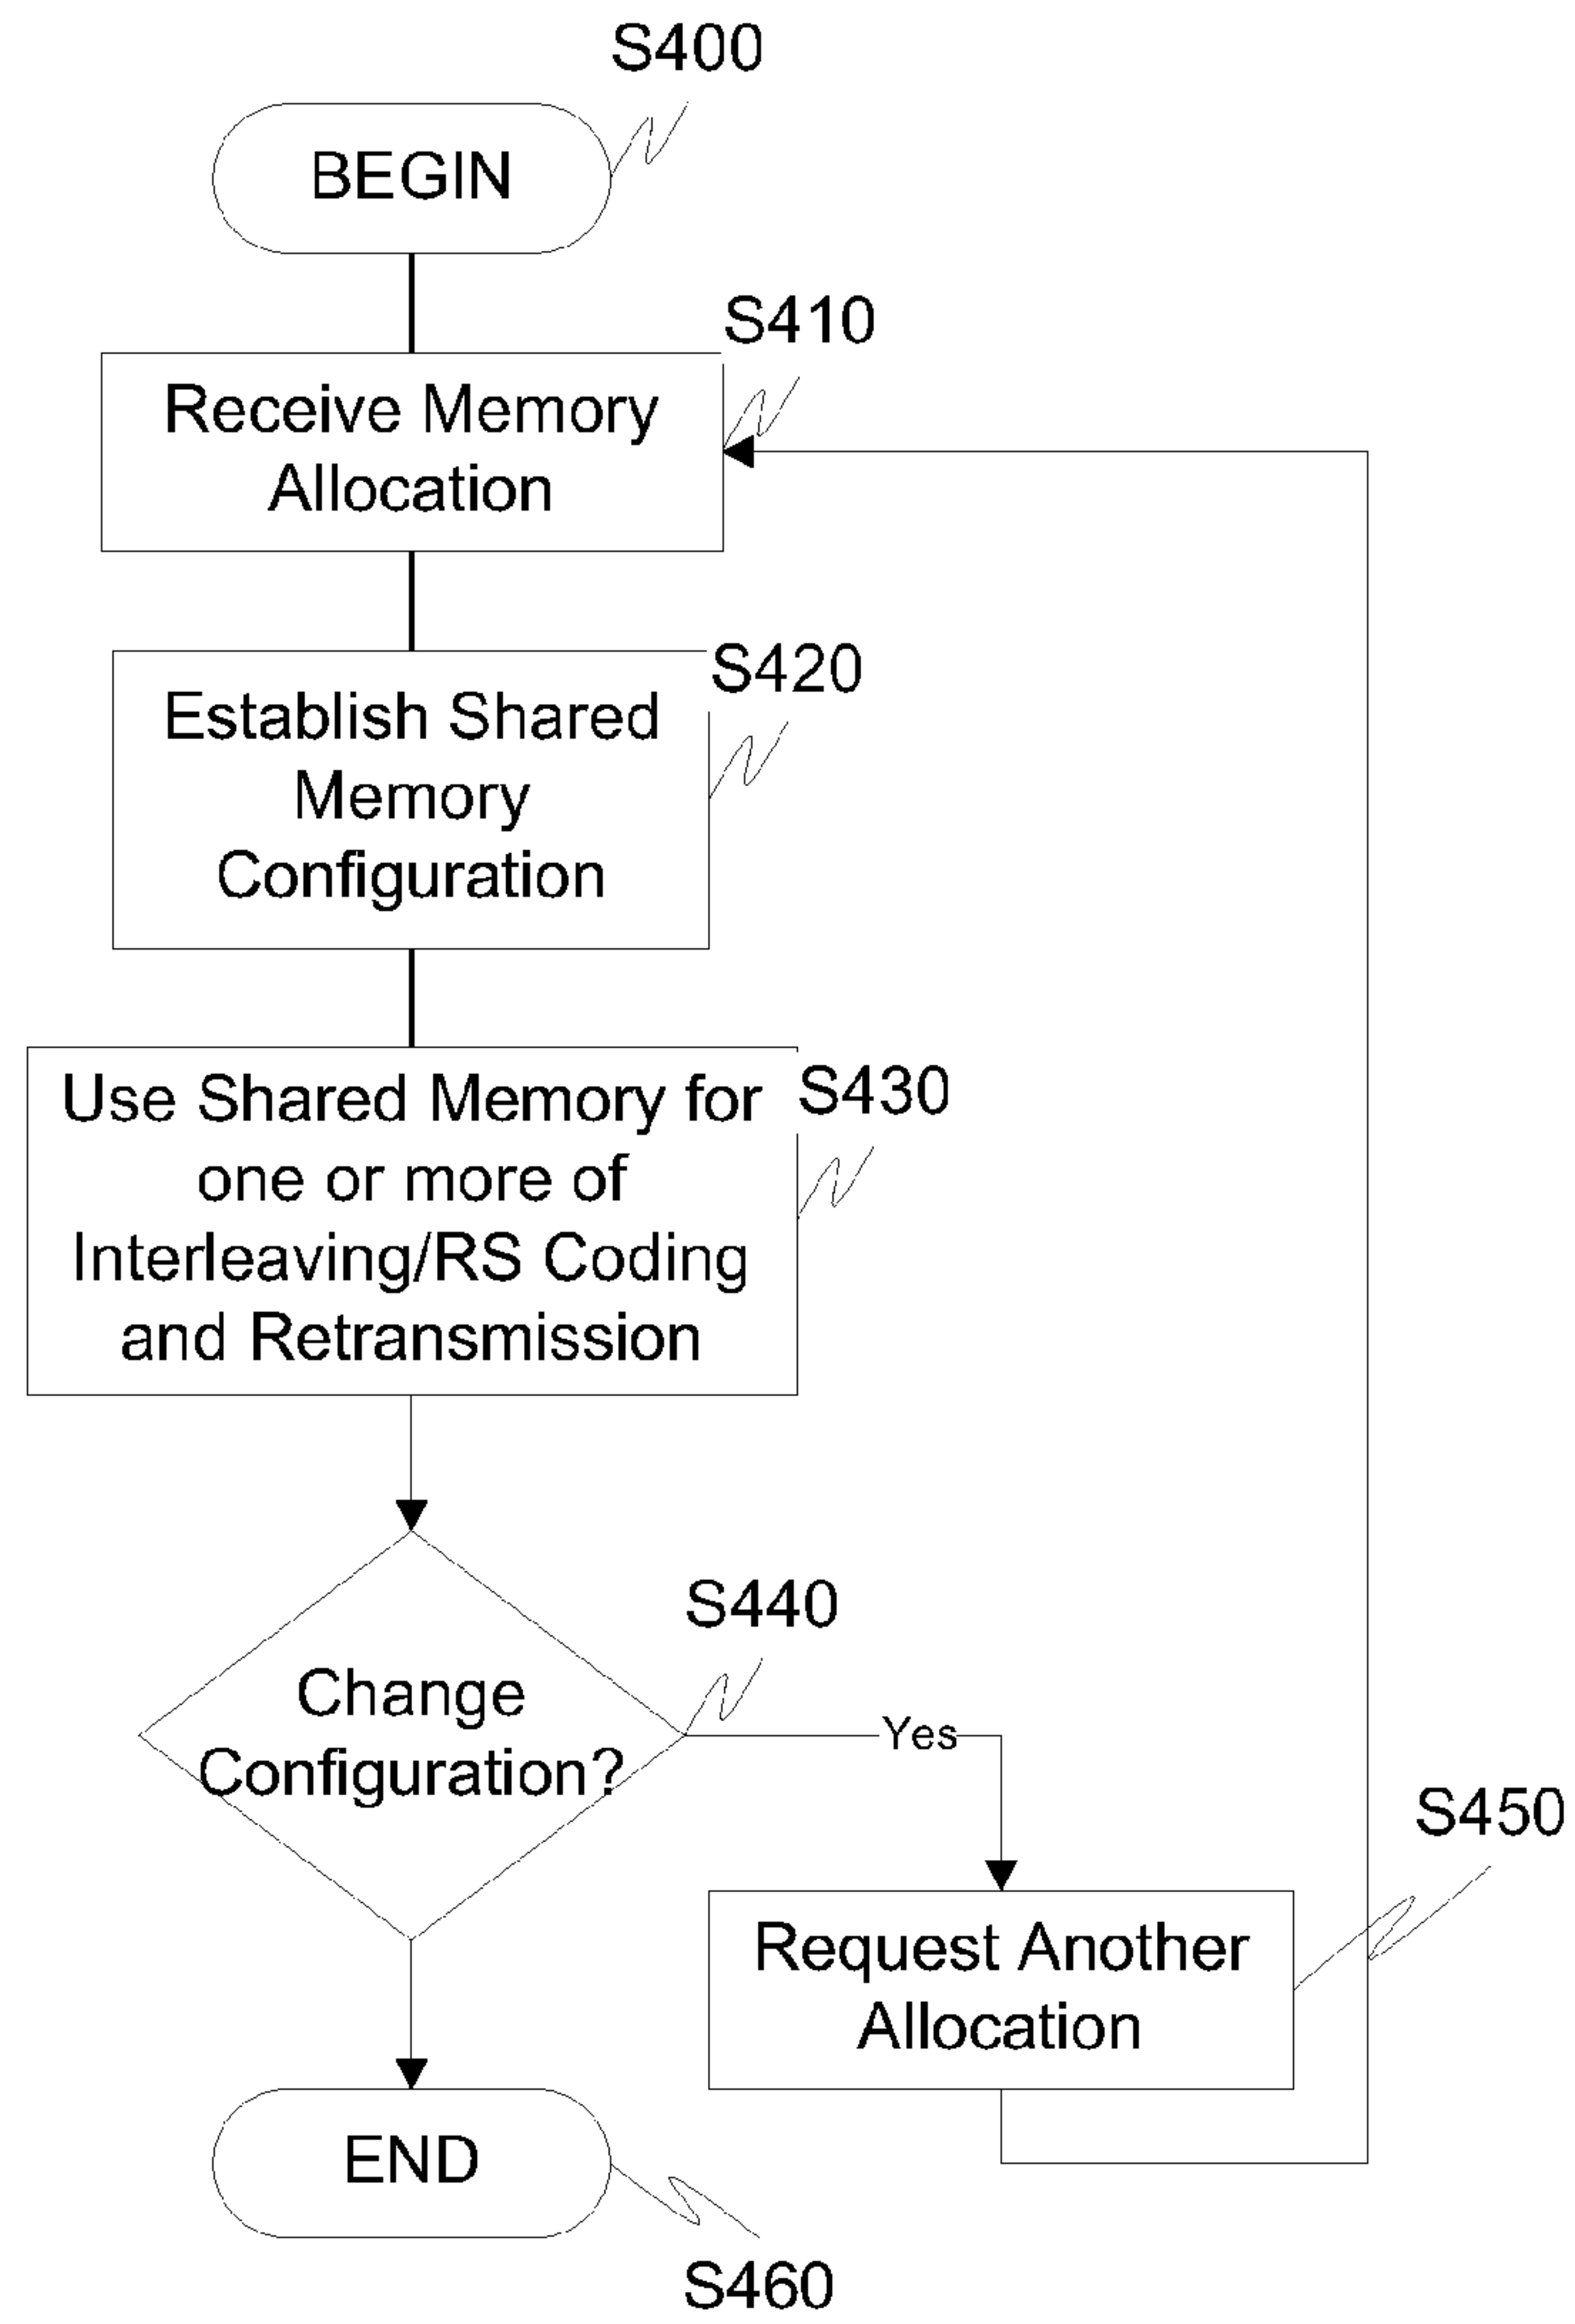 S400
BEGIN
S410
Receive Memory
Allocation
S420
Establish Shared
Memory
Configuration
S430
Use Shared Memory for
one or more of
Interleaving/RS Coding
and Retransmission
S440
Change
Configuration?
Yes
S450
Request Another
Allocation
END
S460